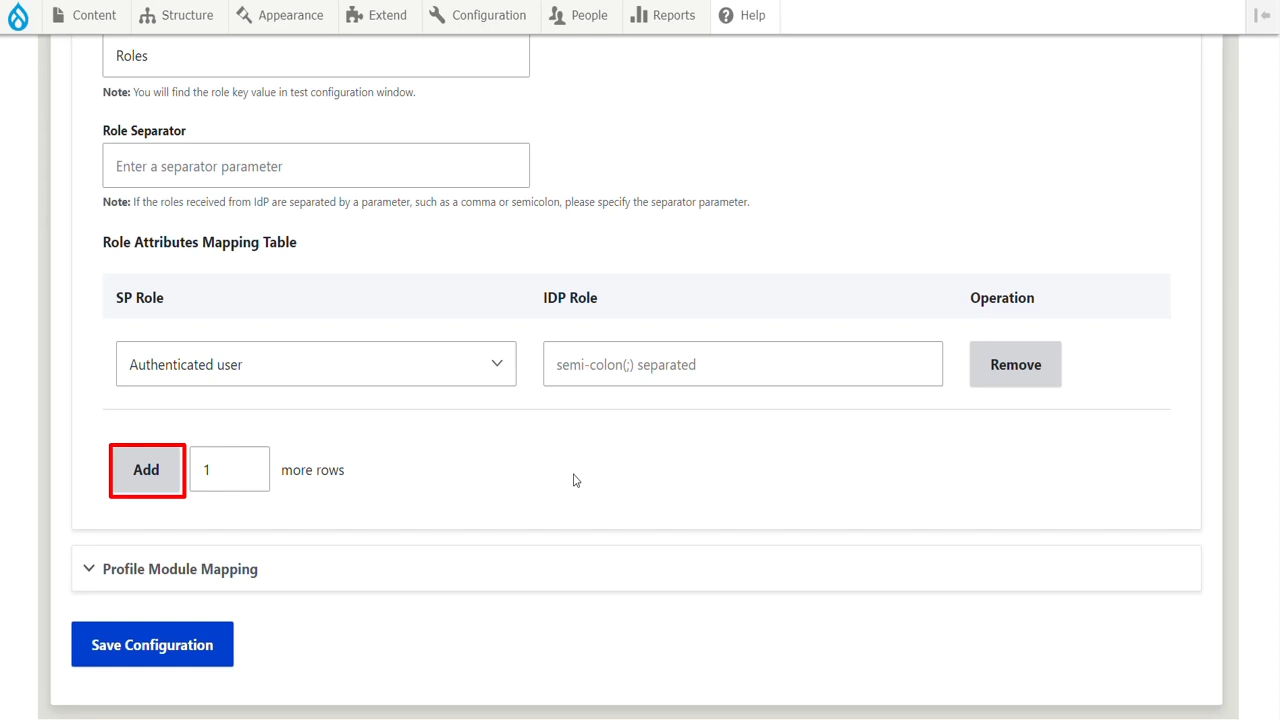 Content Structure Appearance Extend Configuration People Reports Help
Roles
Note: You will find the role key value in test configuration window.
Role Separator
Enter a separator parameter
Note: If the roles received from IdP are separated by a parameter, such as a comma or semicolon, please specify the separator parameter.
Role Attributes Mapping Table
SP Role IDP Role Operation
Authenticated user semi-colon(;) separated Remove
Add 1 more rows
Profile Module Mapping
Save Configuration